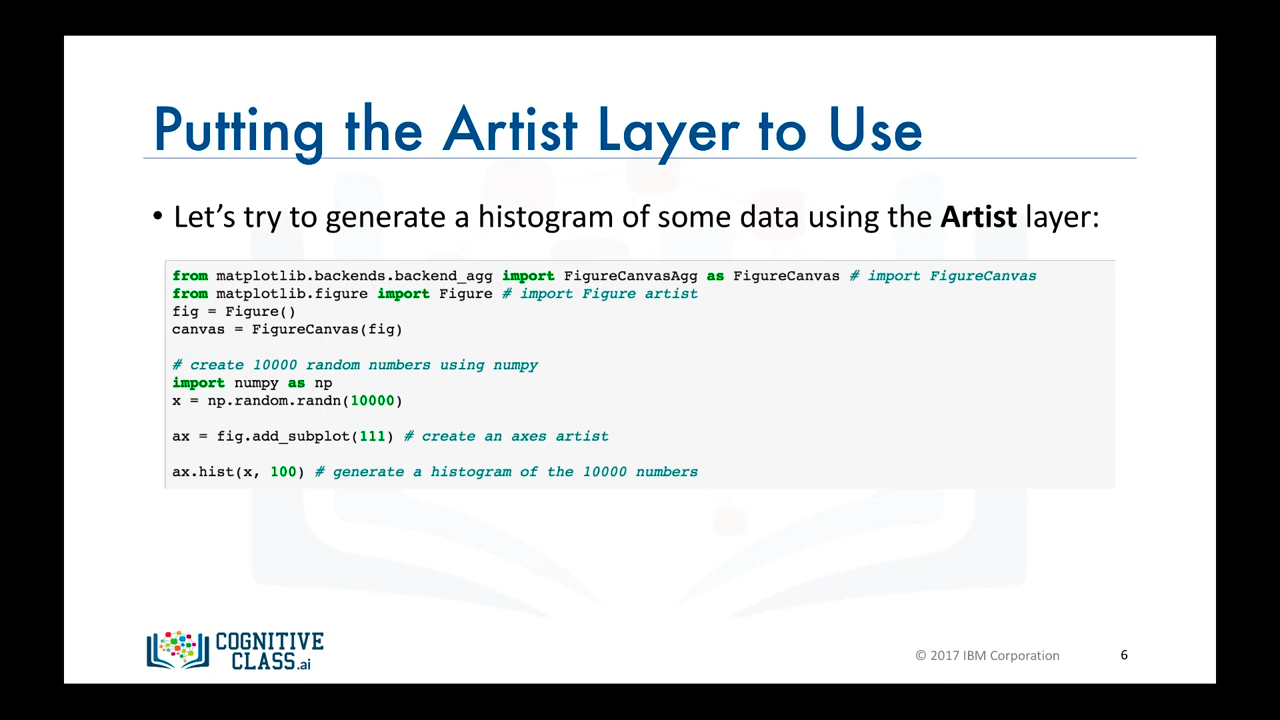 Putting the Artist Layer to Use
• Let’s try to generate a histogram of some data using the Artist layer:
from matplotlib.backends.backend_agg import FigureCanvasAgg as FigureCanvas # import FigureCanvas
from matplotlib.figure import Figure # import Figure artist
fig = Figure()
canvas = FigureCanvas(fig)
# create 10000 random numbers using numpy
import numpy as np
x = np.random.randn(10000)
ax = fig.add_subplot(111) # create an axes artist
ax.hist(x, 100) # generate a histogram of the 10000 numbers
COGNITIVE
CLASS.ai
© 2017 IBM Corporation
6